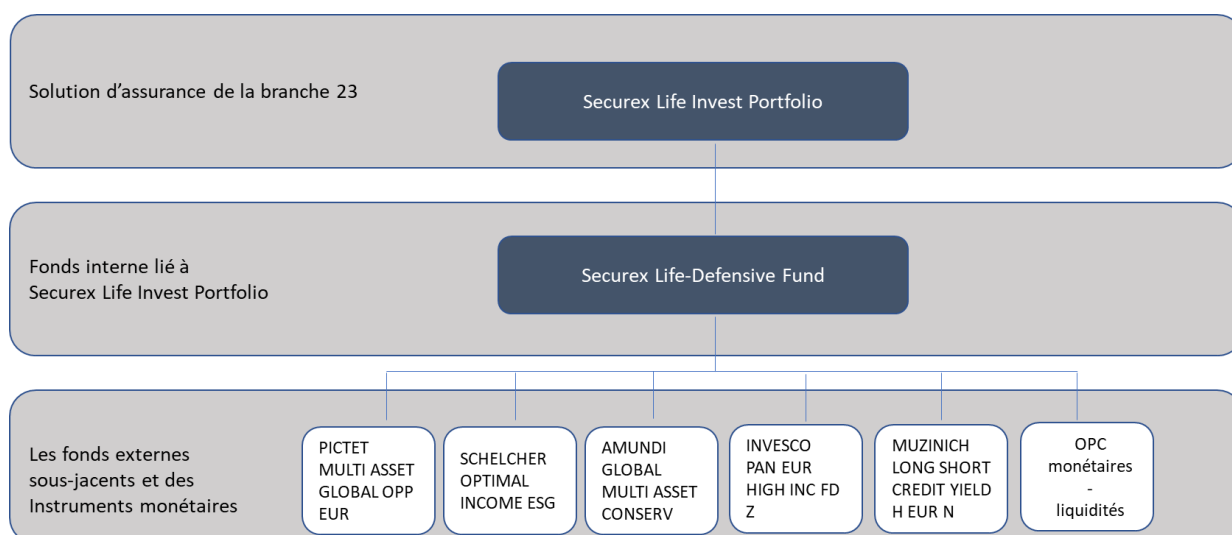 Solution d'assurance de la branche 23
Securex Life Invest Portfolio
Fonds interne lié à
Securex Life Invest Portfolio
Securex Life-Defensive Fund
Les fonds externes
sous-jacents et des
Instruments monétaires
PICTET
MULTI ASSET
GLOBAL OPP
EUR
SCHELCHER
OPTIMAL
INCOME ESG
AMUNDI
GLOBAL
MULTI ASSET
CONSERV
INVESCO
PAN EUR
HIGH INC FD
Z
MUZINICH
LONG SHORT
CREDIT YIELD
H EUR N
OPC
monétaires
-
liquidités